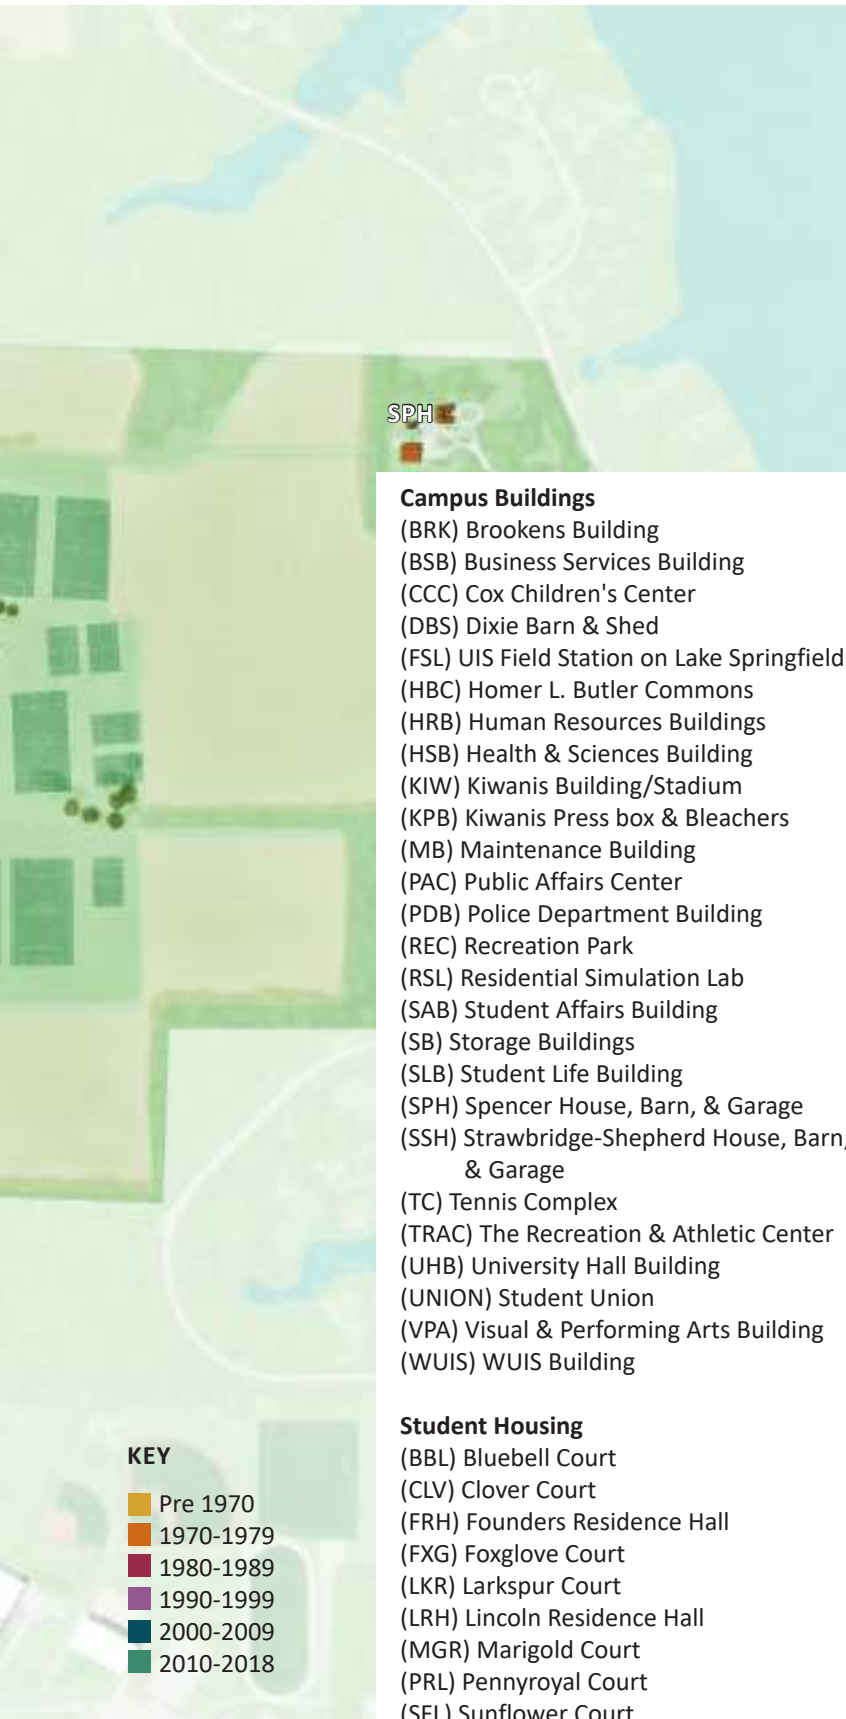 SPH
Campus Buildings
(BRK) Brookens Building
(BSB) Business Services Building
(CCC) Cox Children's Center
(DBS) Dixie Barn & Shed
(FSL) UIS Field Station on Lake Springfield
(HBC) Homer L. Butler Commons
(HRB) Human Resources Buildings
(HSB) Health & Sciences Building
(KIW) Kiwanis Building/Stadium
(KPB) Kiwanis Press box & Bleachers
(MB) Maintenance Building
(PAC) Public Affairs Center
(PDB) Police Department Building
(REC) Recreation Park
(RSL) Residential Simulation Lab
(SAB) Student Affairs Building
(SB) Storage Buildings
(SLB) Student Life Building
(SPH) Spencer House, Barn, & Garage
(SSH) Strawbridge-Shepherd House, Barn,
& Garage
(TC) Tennis Complex
(TRAC) The Recreation & Athletic Center
(UHB) University Hall Building
(UNION) Student Union
(VPA) Visual & Performing Arts Building
(WUIS) WUIS Building
Student Housing
(BBL) Bluebell Court
(CLV) Clover Court
(FRH) Founders Residence Hall
(FXG) Foxglove Court
(LKR) Larkspur Court
(LRH) Lincoln Residence Hall
(MGR) Marigold Court
(PRL) Pennyroyal Court
(SFL) Sunflower Court
KEY
Pre 1970
1970-1979
1980-1989
1990-1999
2000-2009
2010-2018